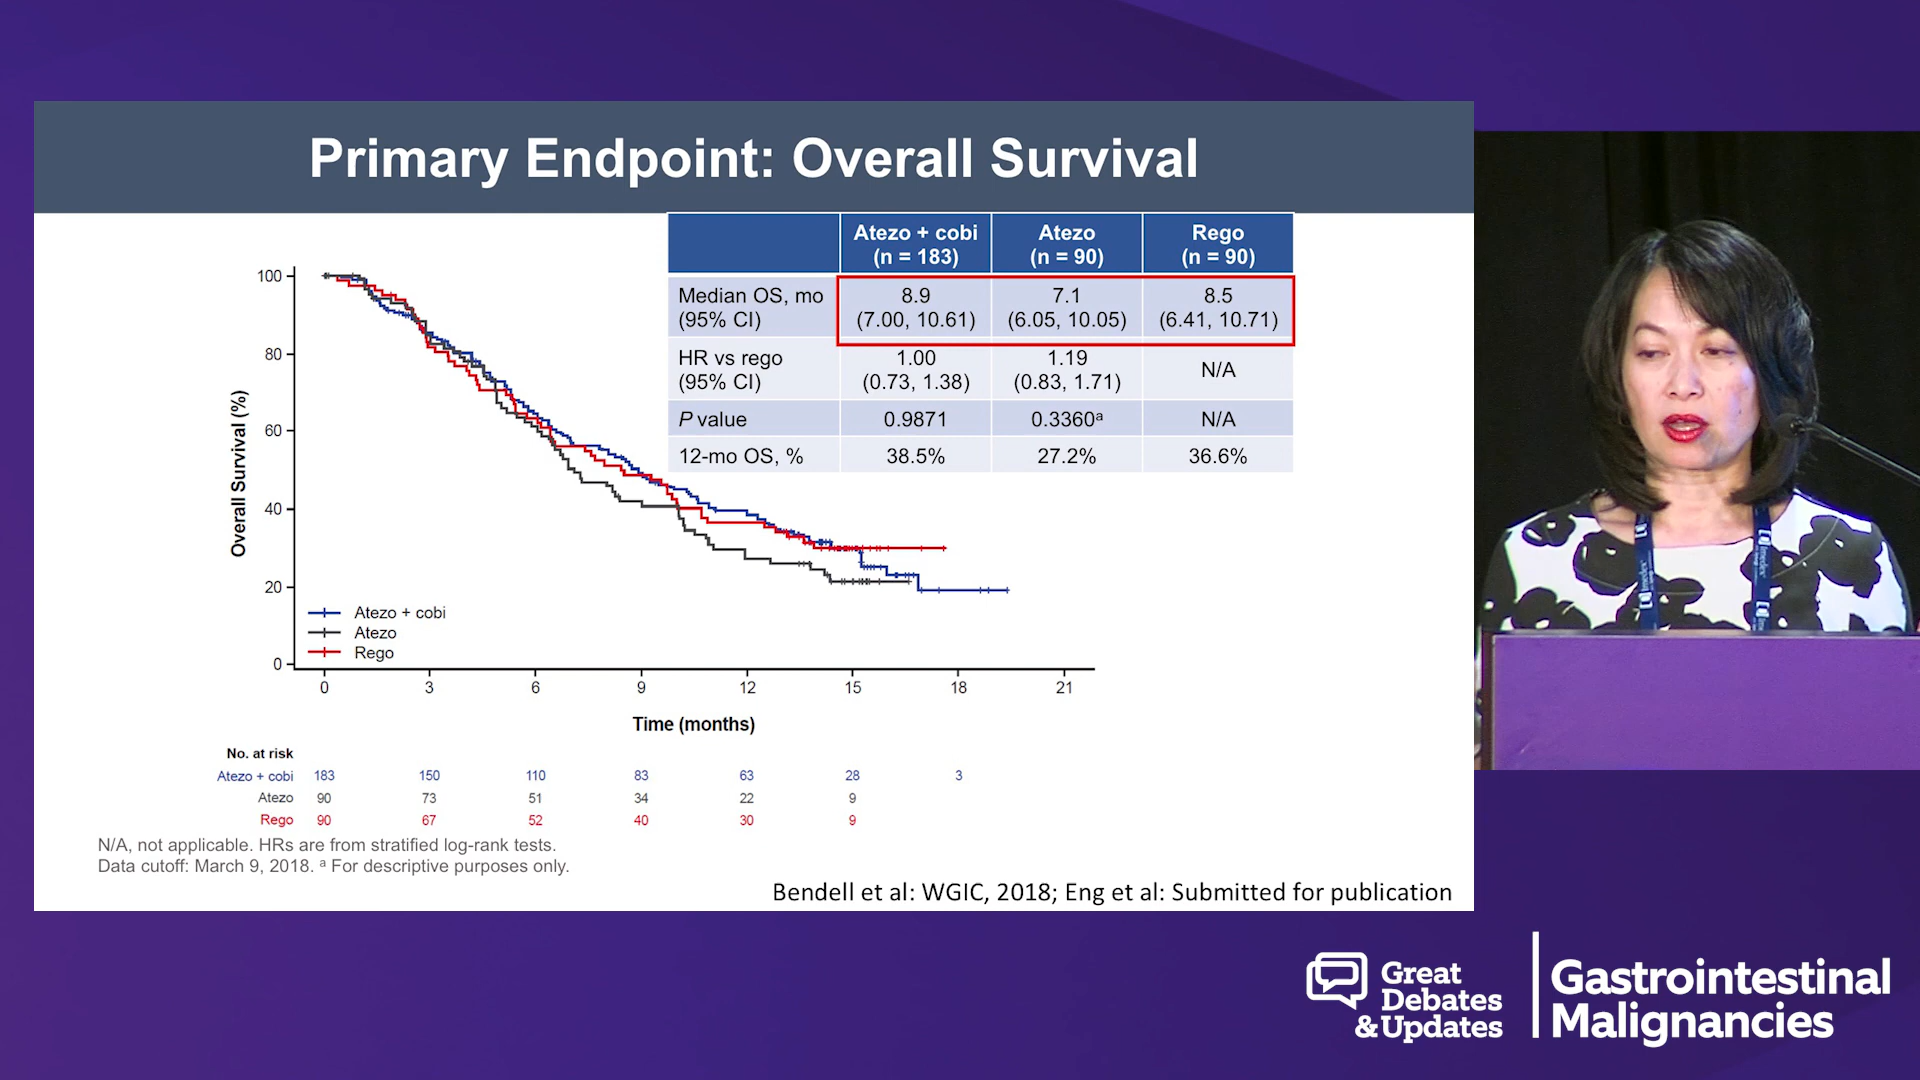 Primary Endpoint: Overall Survival
Atezo + cobi (n = 183) Atezo (n = 90) Rego (n = 90)
Median OS, mo (95% CI) 8.9 (7.00, 10.61) 7.1 (6.05, 10.05) 8.5 (6.41, 10.71)
HR vs rego (95% CI) 1.00 (0.73, 1.38) 1.19 (0.83, 1.71) N/A
P value 0.9871 0.3360ᵃ N/A
12-mo OS, % 38.5% 27.2% 36.6%
Overall Survival (%)
100
80
60
40
20
0
Atezo + cobi
Atezo
Rego
0 3 6 9 12 15 18 21
Time (months)
No. at risk
Atezo + cobi 183 150 110 83 63 28 3
Atezo 90 73 51 34 22 9
Rego 90 67 52 40 30 9
N/A, not applicable. HRs are from stratified log-rank tests.
Data cutoff: March 9, 2018. ᵃ For descriptive purposes only.
Bendell et al: WGIC, 2018; Eng et al: Submitted for publication
Great
Debates
&Updates
Gastrointestinal
Malignancies